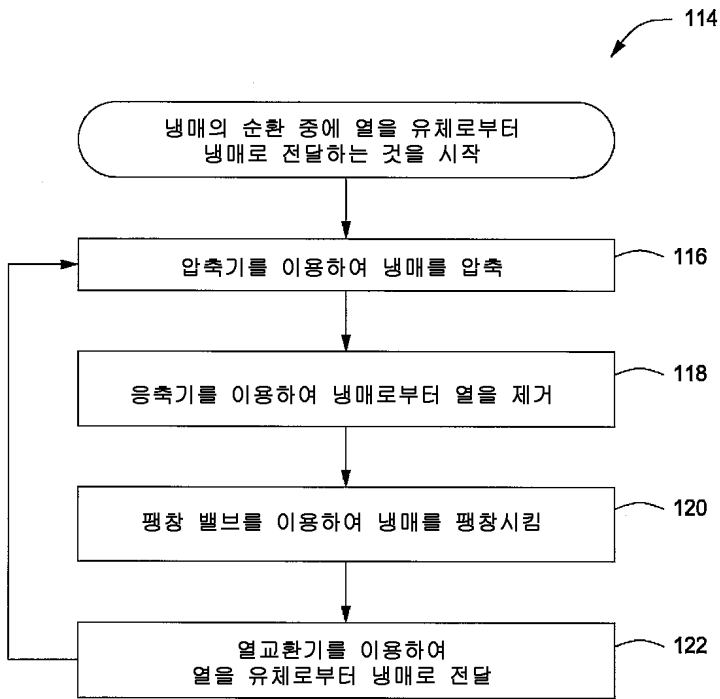 114
냉매의 순환 중에 열을 유체로부터
냉매로 전달하는 것을 시작
압축기를 이용하여 냉매를 압축
116
응축기를 이용하여 냉매로부터 열을 제거
118
팽창 밸브를 이용하여 냉매를 팽창시킴
120
열교환기를 이용하여
열을 유체로부터 냉매로 전달
122